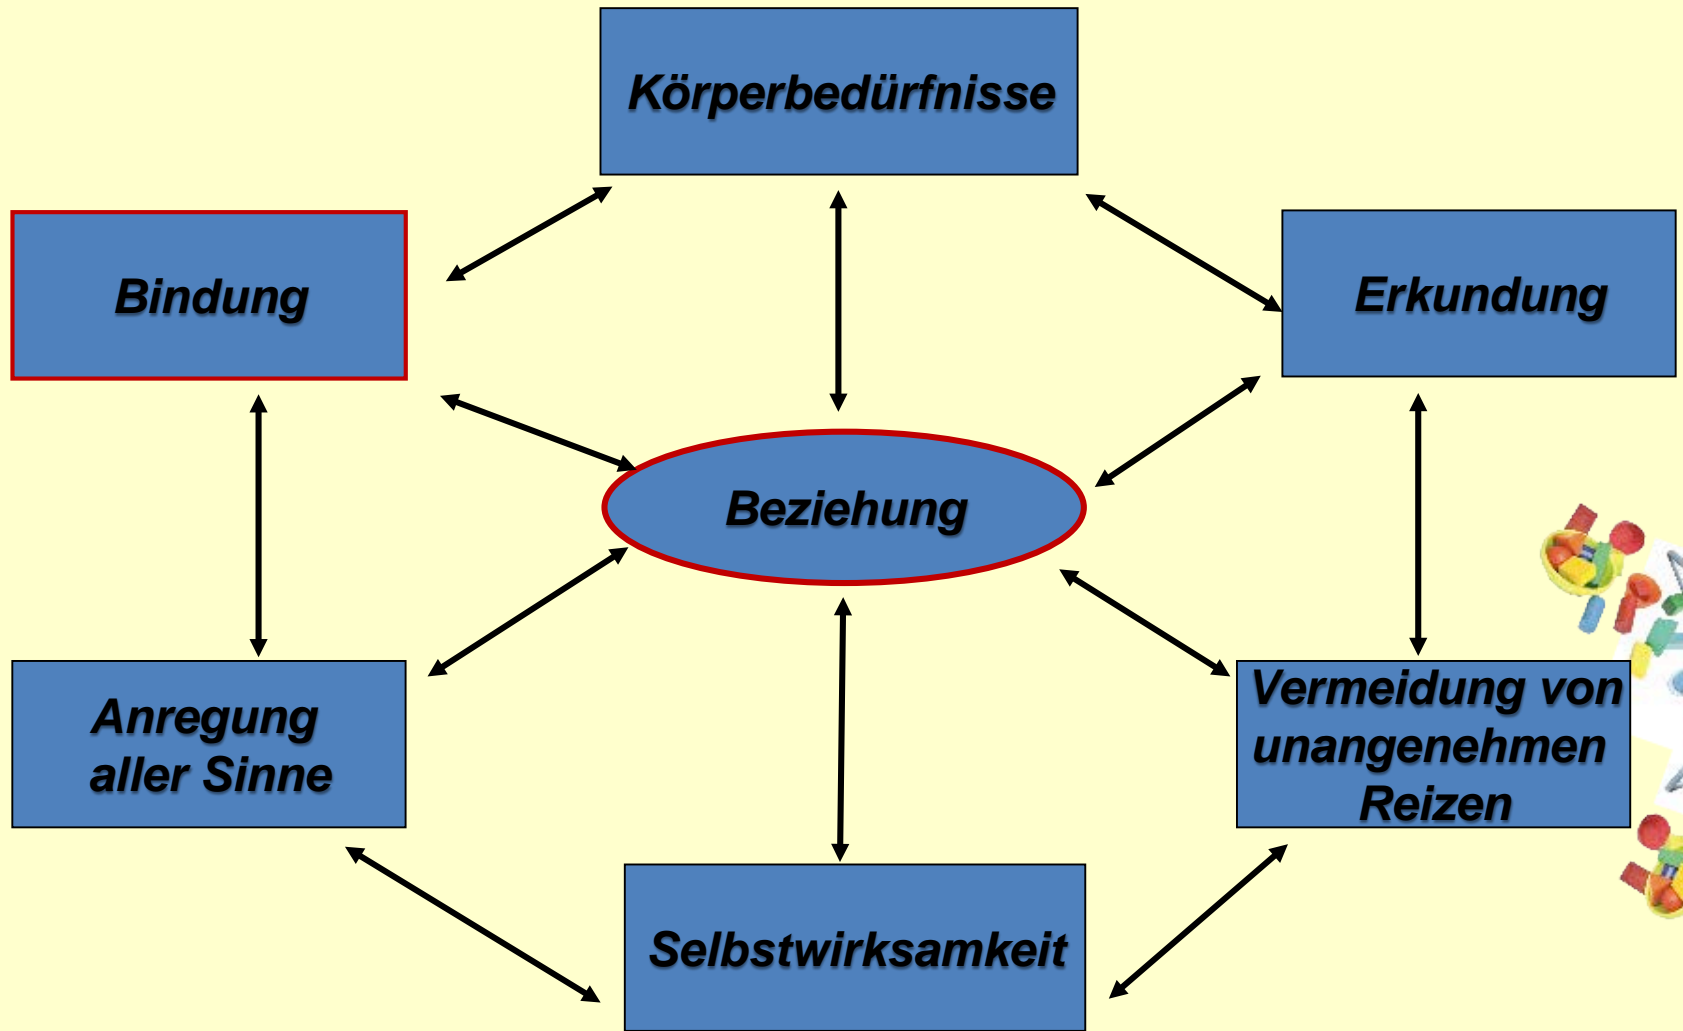 Körperbedürfnisse
Bindung
Erkundung
Beziehung
Anregung
aller Sinne
Vermeidung von
unangenehmen
Reizen
Selbstwirksamkeit